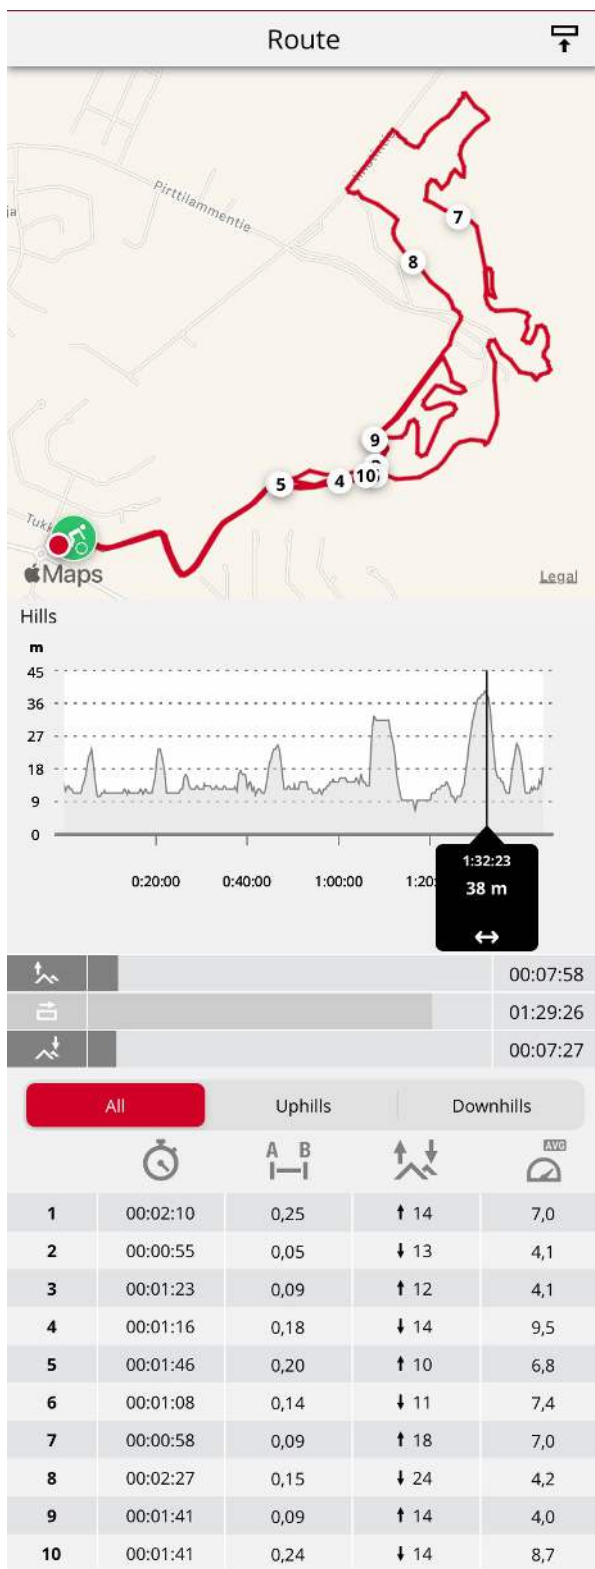 Route
Pirttilammentie
ja
7
8
9
5
4
10
Tukk
Maps
Legal
Hills
m
45
36
27
18
9
0
0:20:00 0:40:00 1:00:00 1:20:
1:32:23
38 m
00:07:58
01:29:26
00:07:27
All Uphills Downhills
A B AVG
1 00:02:10 0,25 14 7,0
2 00:00:55 0,05 13 4,1
3 00:01:23 0,09 12 4,1
4 00:01:16 0,18 14 9,5
5 00:01:46 0,20 10 6,8
6 00:01:08 0,14 11 7,4
7 00:00:58 0,09 18 7,0
8 00:02:27 0,15 24 4,2
9 00:01:41 0,09 14 4,0
10 00:01:41 0,24 14 8,7